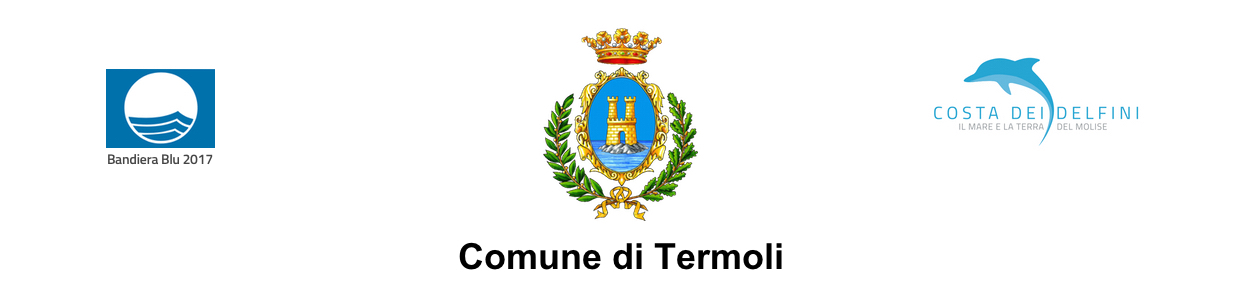 Bandiera Blu 2017
COSTA DEI DELFINI
IL MARE E LA TERRA DEL MOLISE
Comune di Termoli